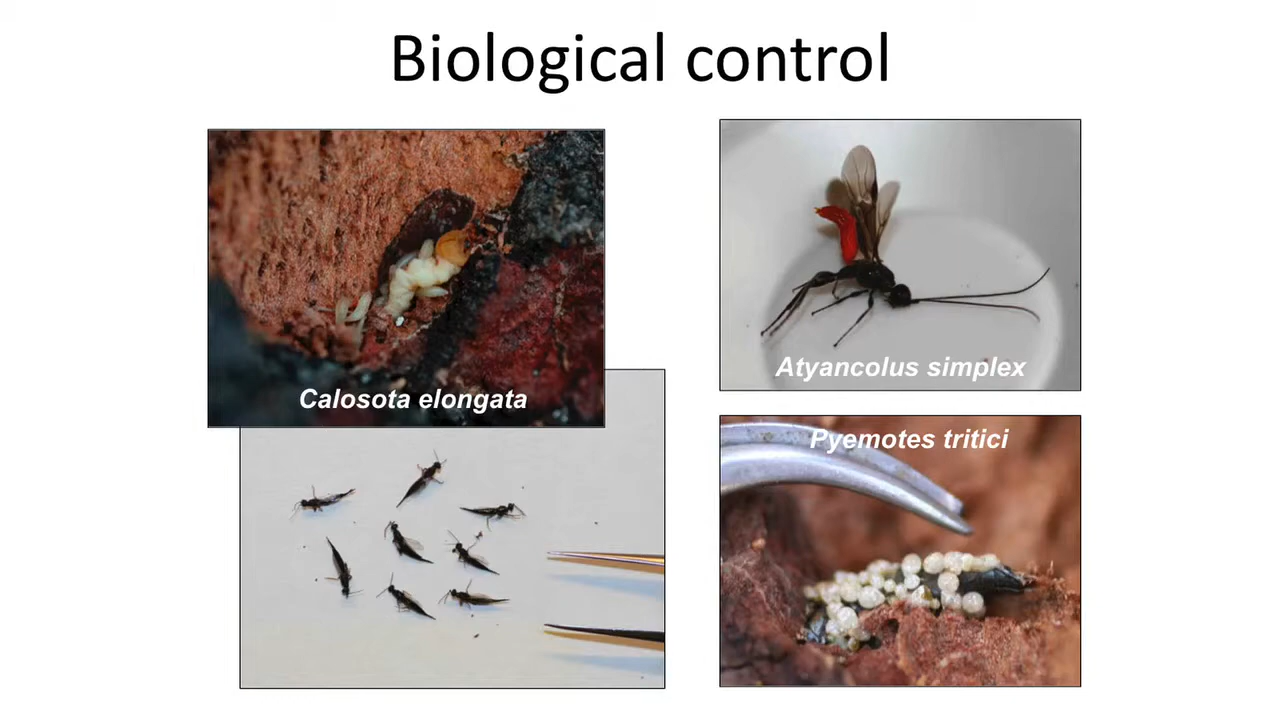 Biological control
Calosota elongata
Atyancolus simplex
Pyemotes tritici